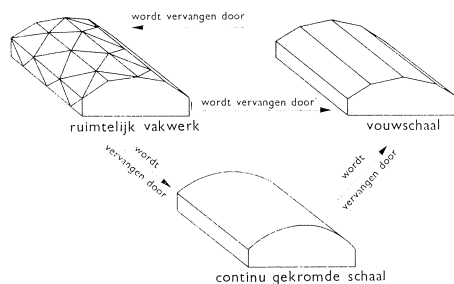 wordt vervangen door
wordt vervangen door
ruimtelijk vakwerk
vouwschaal
wordt
vervangen door
wordt
vervangen door
continu gekromde schaal